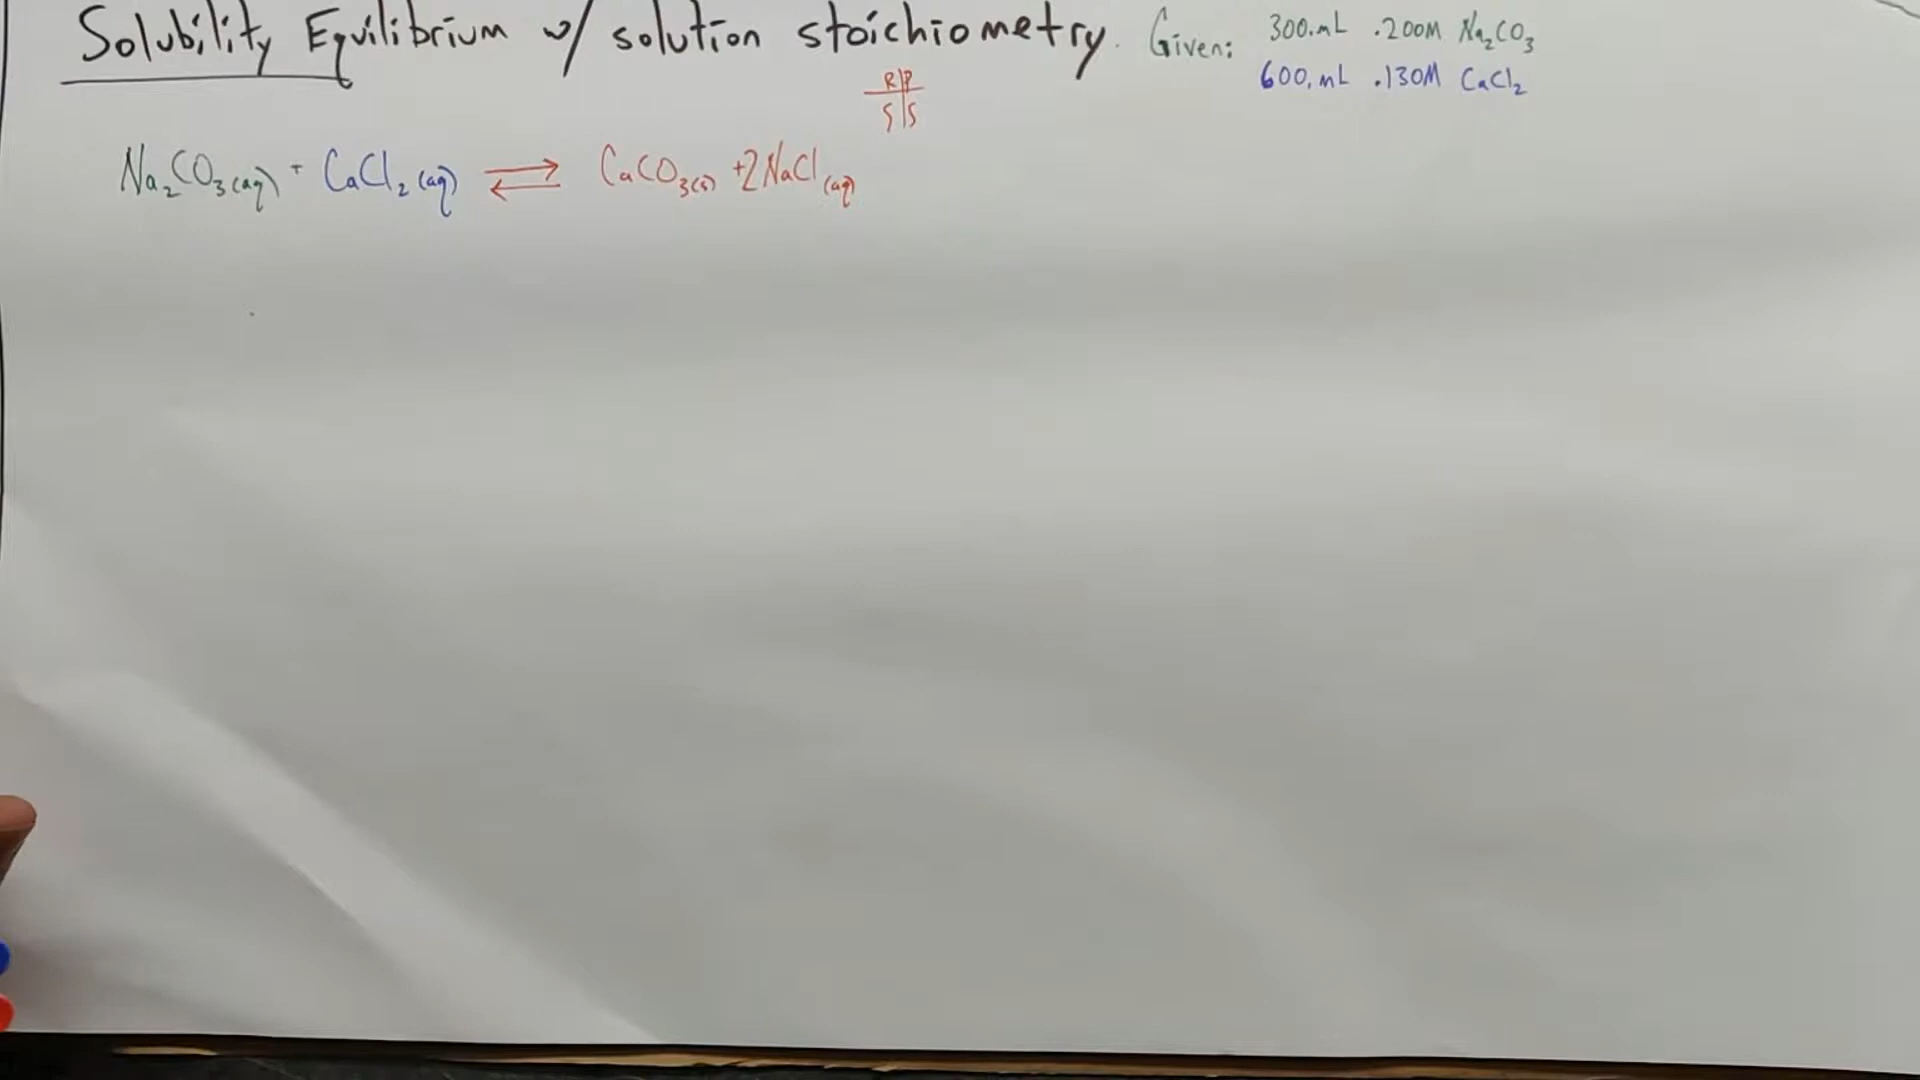 Solubility Equilibrium w/ solution stoichiometry. Given: 300.mL .200M Na₂CO₃
600.mL .130M CaCl₂
R|P
S|S
Na₂CO₃(aq) + CaCl₂(aq) ⇌ CaCO₃(s) + 2NaCl(aq)